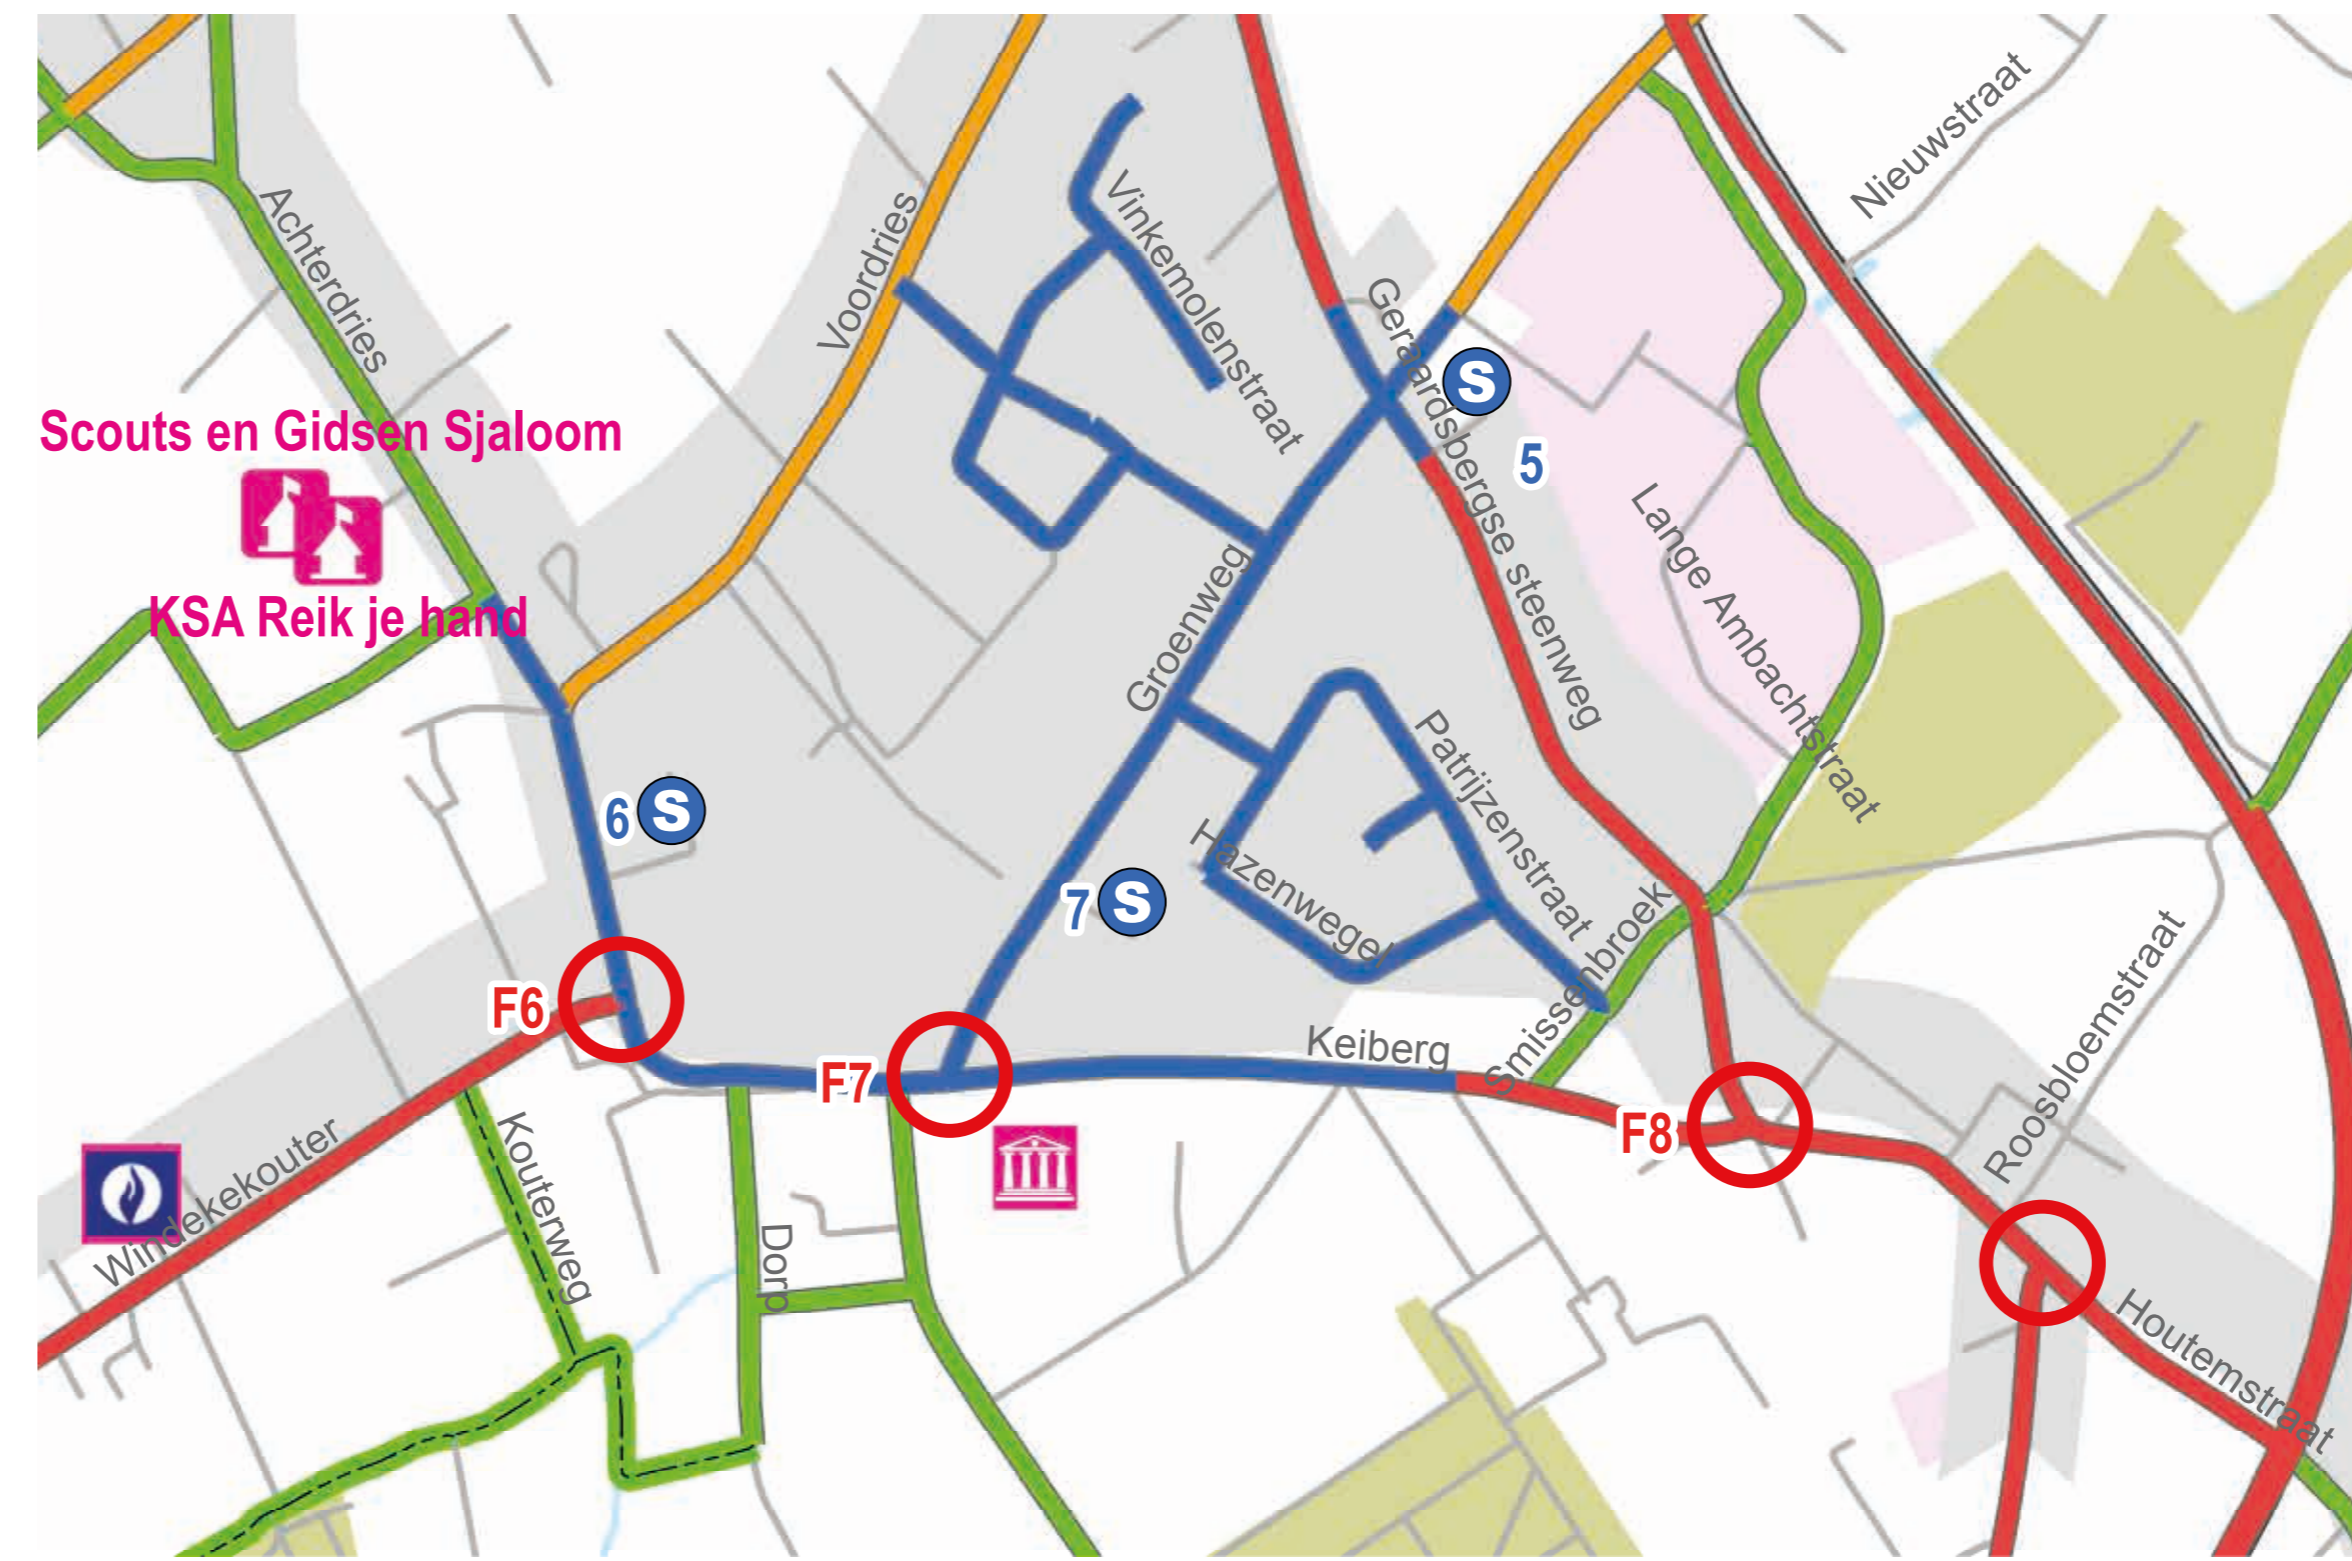 Nieuwstraat
Achterdries
Voordries
Vinkemolenstraat
Geraardsbergse steenweg
S
5
Scouts en Gidsen Sjaloom
KSA Reik je hand
Lange Ambachtstraat
Groenweg
Patrijzenstraat
6 S
7 S
Hazenwegel
Smissenbroek
Roosbloemstraat
F6
Keiberg
F7
F8
Windekekouter
Kouterweg
Dorp
Houtemstraat